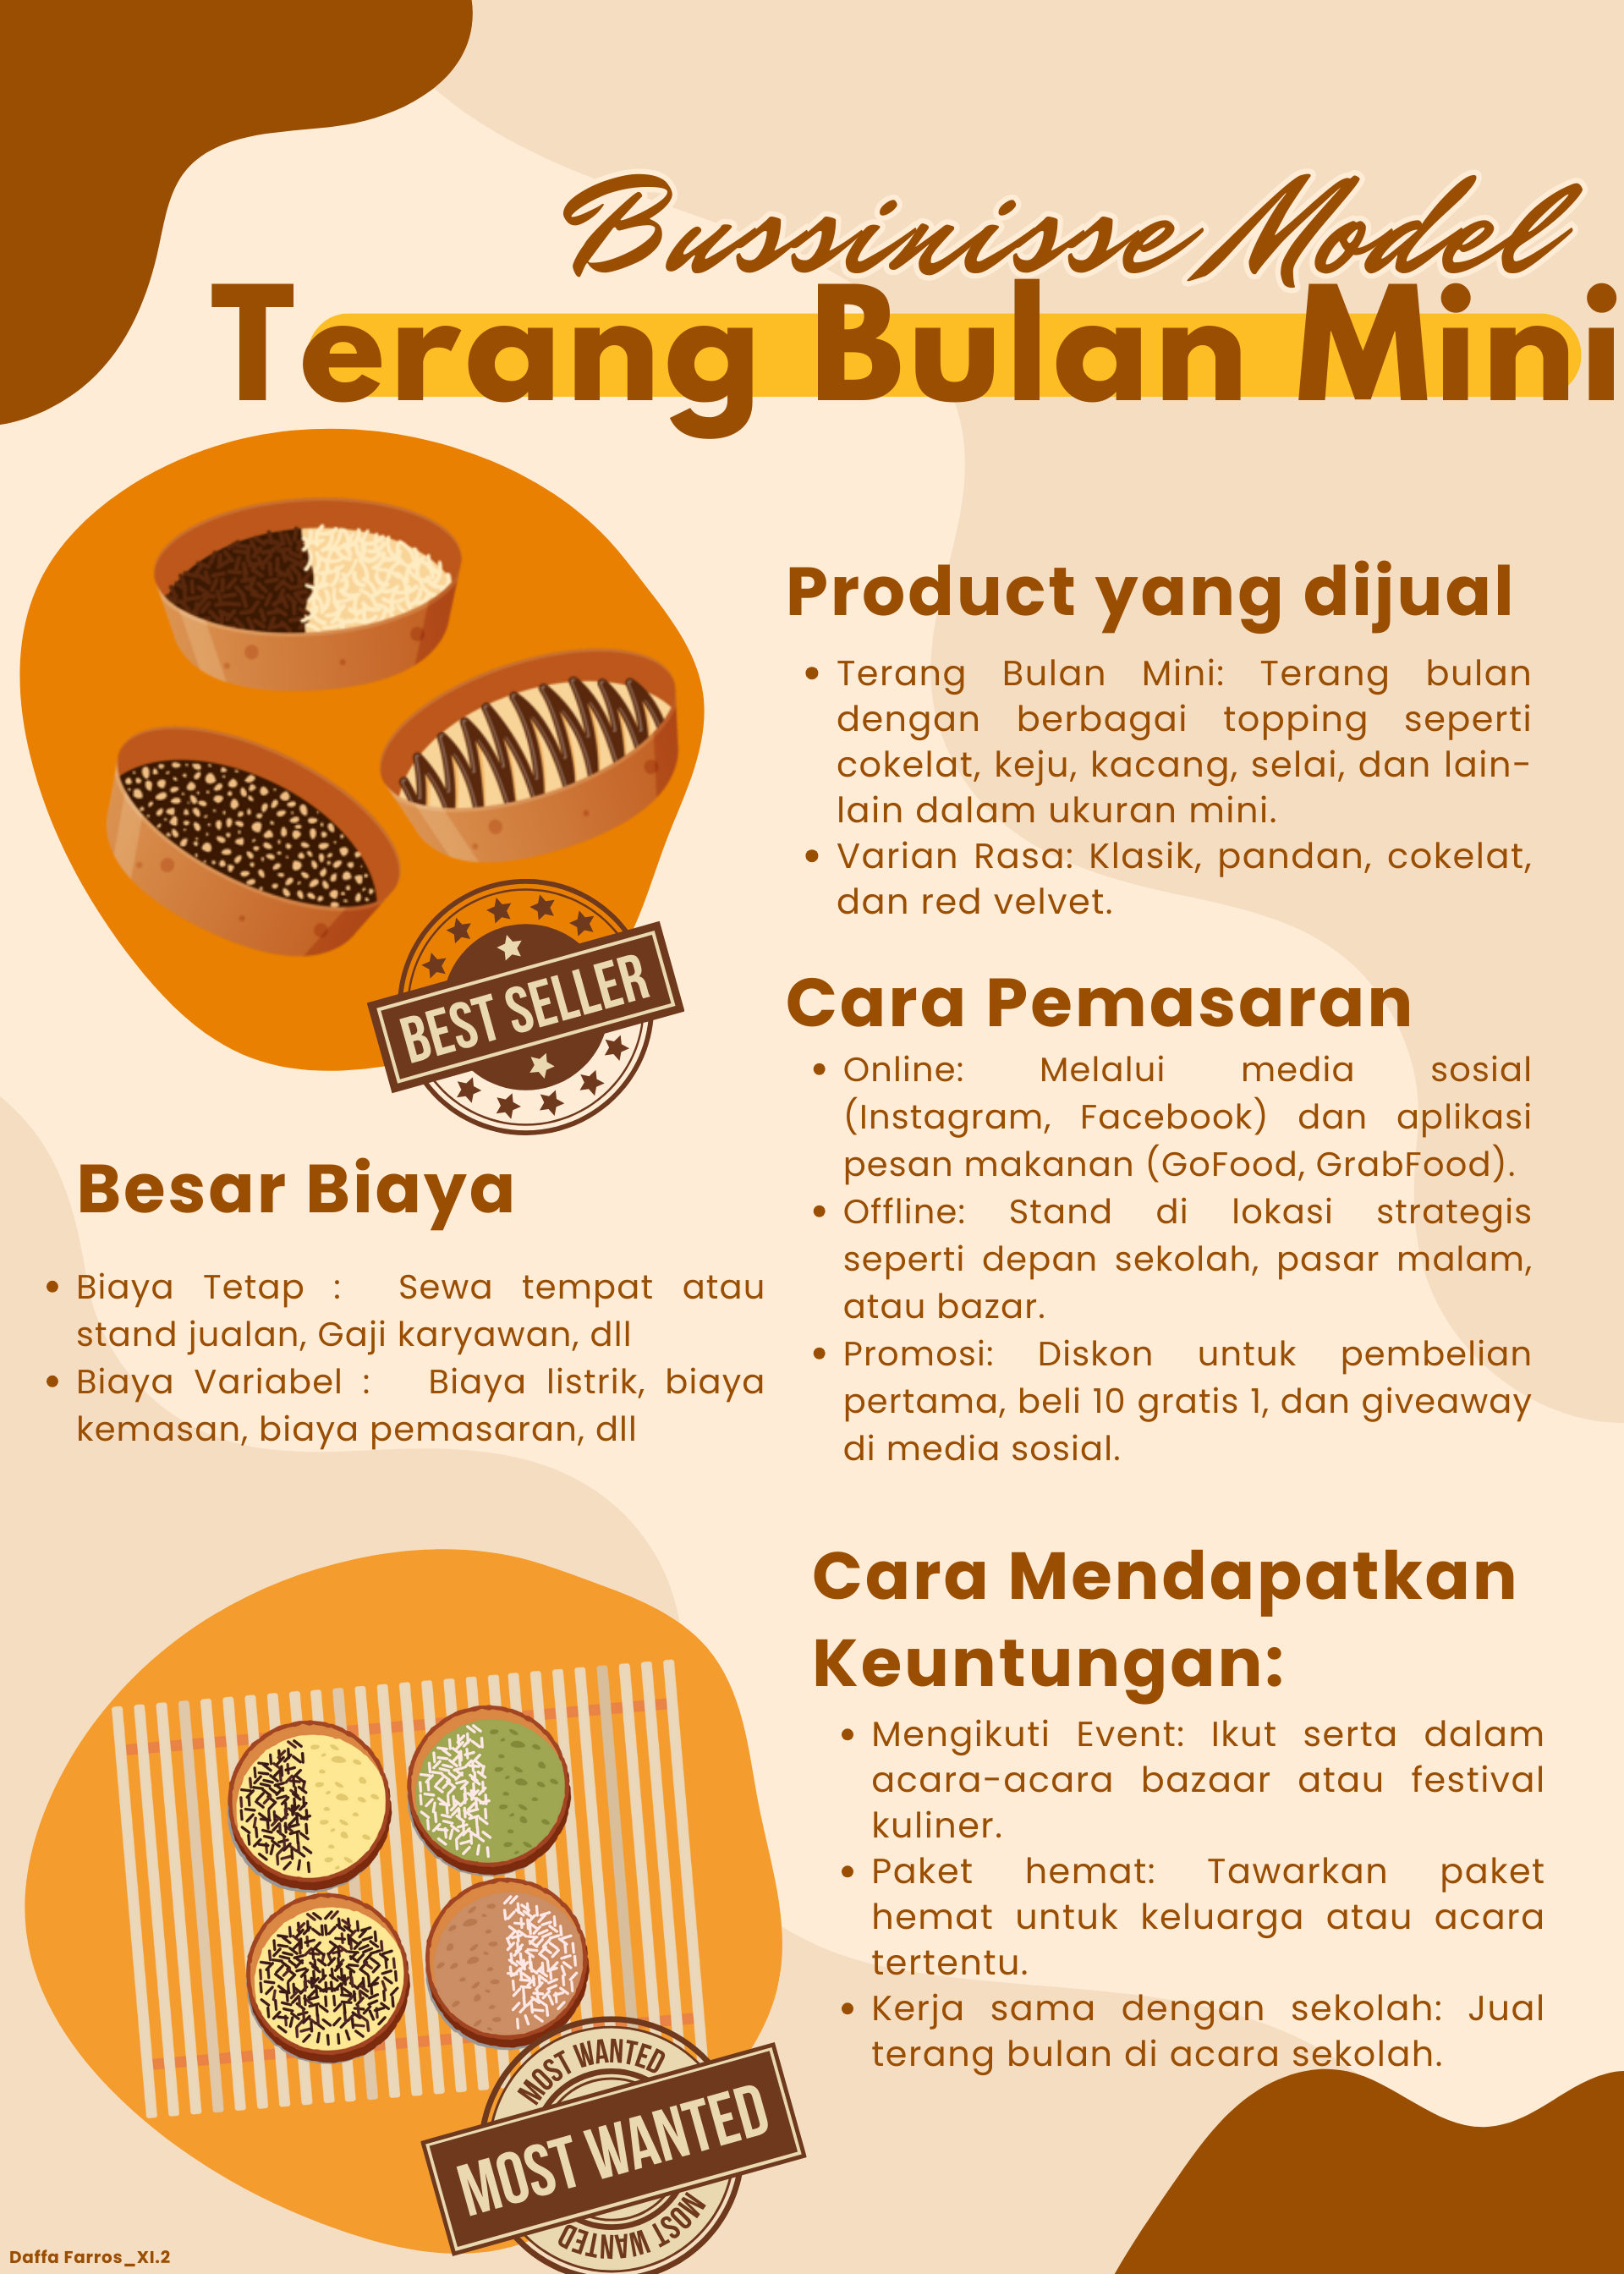 Bussinisse Model
Terang Bulan Mini
Product yang dijual
• Terang Bulan Mini: Terang bulan
dengan berbagai topping seperti
cokelat, keju, kacang, selai, dan lain-
lain dalam ukuran mini.
• Varian Rasa: Klasik, pandan, cokelat,
dan red velvet.
BEST SELLER
Cara Pemasaran
• Online: Melalui media sosial
(Instagram, Facebook) dan aplikasi
pesan makanan (GoFood, GrabFood).
• Offline: Stand di lokasi strategis
seperti depan sekolah, pasar malam,
atau bazar.
• Promosi: Diskon untuk pembelian
pertama, beli 10 gratis 1, dan giveaway
di media sosial.
Besar Biaya
• Biaya Tetap : Sewa tempat atau
stand jualan, Gaji karyawan, dll
• Biaya Variabel : Biaya listrik, biaya
kemasan, biaya pemasaran, dll
Cara Mendapatkan
Keuntungan:
• Mengikuti Event: Ikut serta dalam
acara-acara bazaar atau festival
kuliner.
• Paket hemat: Tawarkan paket
hemat untuk keluarga atau acara
tertentu.
• Kerja sama dengan sekolah: Jual
terang bulan di acara sekolah.
MOST WANTED
MOST WANTED
MOST WANTED
Daffa Farros_XI.2